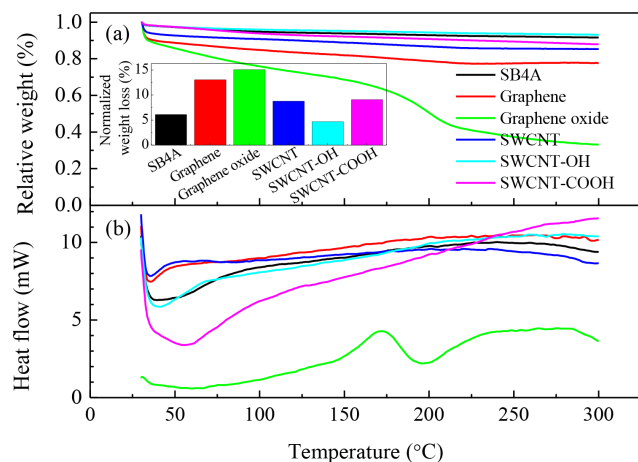 1.0
0.8
0.6
0.4
0.2
0.0
Relative weight (%)
(a)
15
10
5
0
Normalized
weight loss (%)
SB4A
Graphene
Graphene oxide
SWCNT
SWCNT-OH
SWCNT-COOH
SB4A
Graphene
Graphene oxide
SWCNT
SWCNT-OH
SWCNT-COOH
(b)
10
5
0
Heat flow (mW)
0 50 100 150 200 250 300
Temperature (°C)